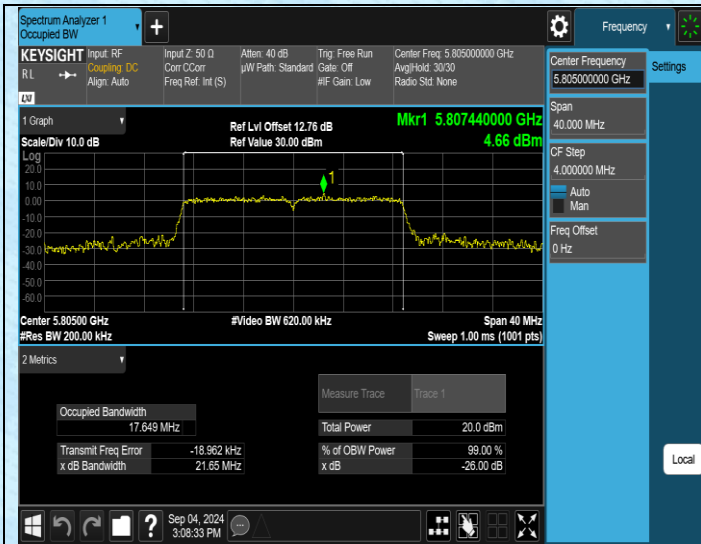 Spectrum Analyzer 1
Occupied BW
+
Frequency
KEYSIGHT
RL
LXI
Input: RF
Coupling: DC
Align: Auto
Input Z: 50 Ω
Corr CCorr
Freq Ref: Int (S)
Atten: 40 dB
µW Path: Standard
Trig: Free Run
Gate: Off
#IF Gain: Low
Center Freq: 5.805000000 GHz
Avg|Hold: 30/30
Radio Std: None
Center Frequency
5.805000000 GHz
Settings
Span
40.000 MHz
CF Step
4.000000 MHz
Auto
Man
Freq Offset
0 Hz
1 Graph
Ref Lvl Offset 12.76 dB
Mkr1 5.807440000 GHz
Scale/Div 10.0 dB
Ref Value 30.00 dBm
4.66 dBm
Log
20.0
10.0
0.00
-10.0
-20.0
-30.0
-40.0
-50.0
-60.0
1
Center 5.80500 GHz
#Video BW 620.00 kHz
Span 40 MHz
#Res BW 200.00 kHz
Sweep 1.00 ms (1001 pts)
2 Metrics
Measure Trace
Trace 1
Occupied Bandwidth
17.649 MHz
Total Power
20.0 dBm
Transmit Freq Error
-18.962 kHz
% of OBW Power
99.00 %
x dB Bandwidth
21.65 MHz
x dB
-26.00 dB
Local
?
Sep 04, 2024
3:08:33 PM